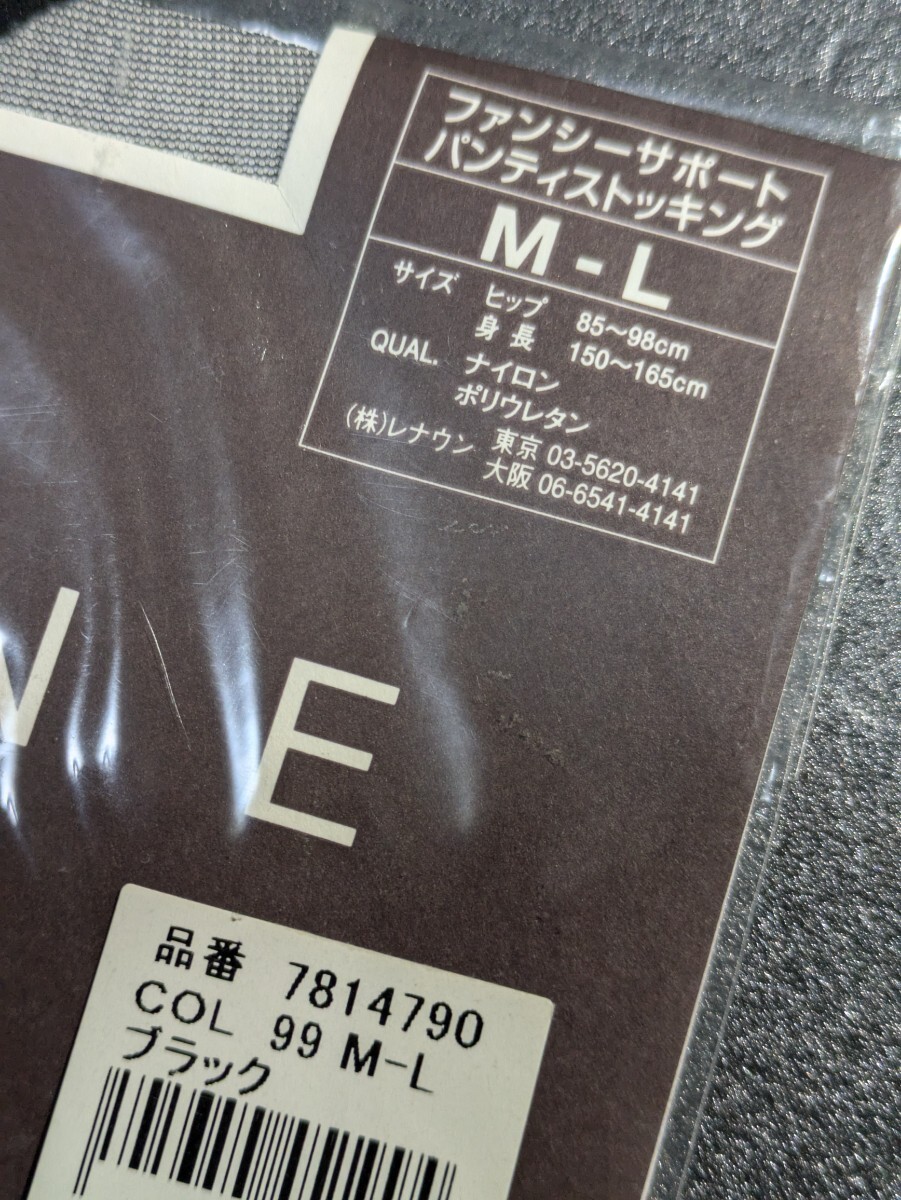 ファンシーサポート
パンティストッキング
M - L
サイズ ヒップ 85〜98cm
身長 150〜165cm
QUAL. ナイロン
ポリウレタン
(株)レナウン 東京 03-5620-4141
大阪 06-6541-4141
N E
品番 7814790
COL 99 M-L
ブラック